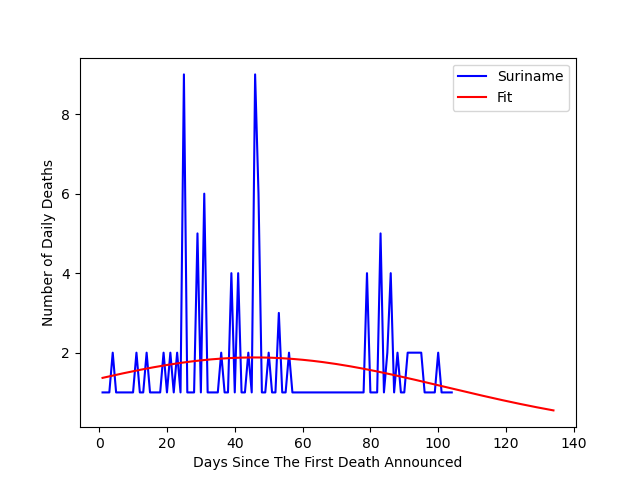 Suriname
Fit
8
6
4
2
Number of Daily Deaths
0 20 40 60 80 100 120 140
Days Since The First Death Announced